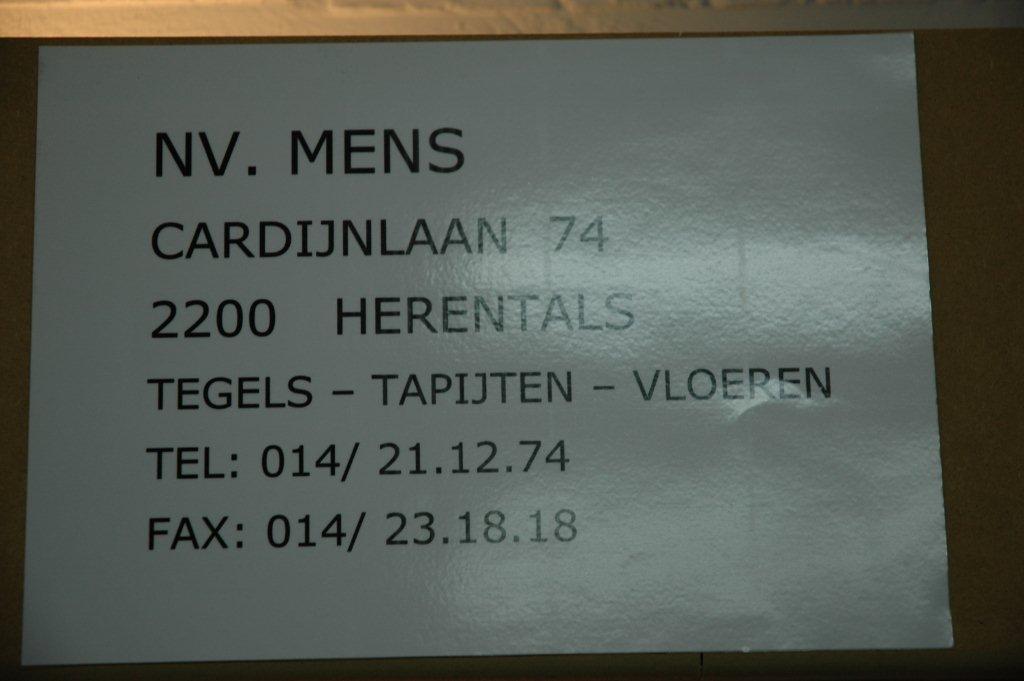 NV. MENS
CARDIJNLAAN 74
2200 HERENTALS
TEGELS – TAPIJTEN – VLOEREN
TEL: 014/ 21.12.74
FAX: 014/ 23.18.18